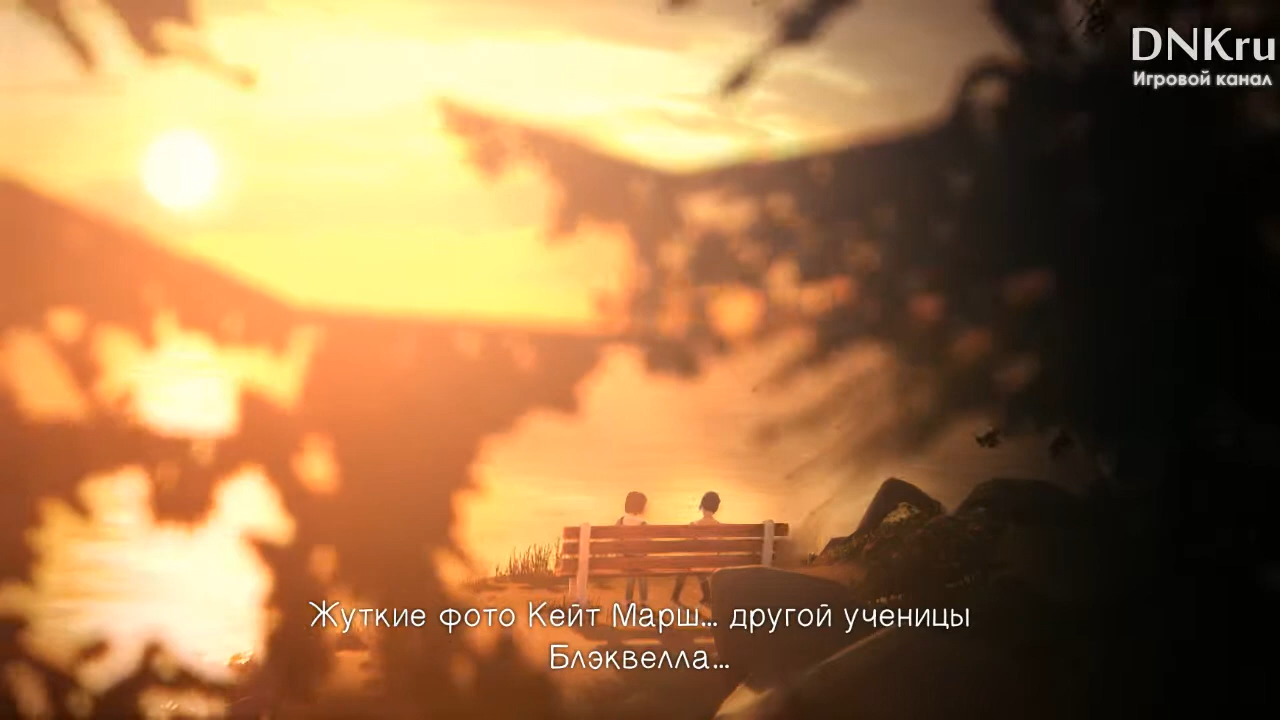 DNKru
Игровой канал
Жуткие фото Кейт Марш... другой ученицы
Блэквелла...